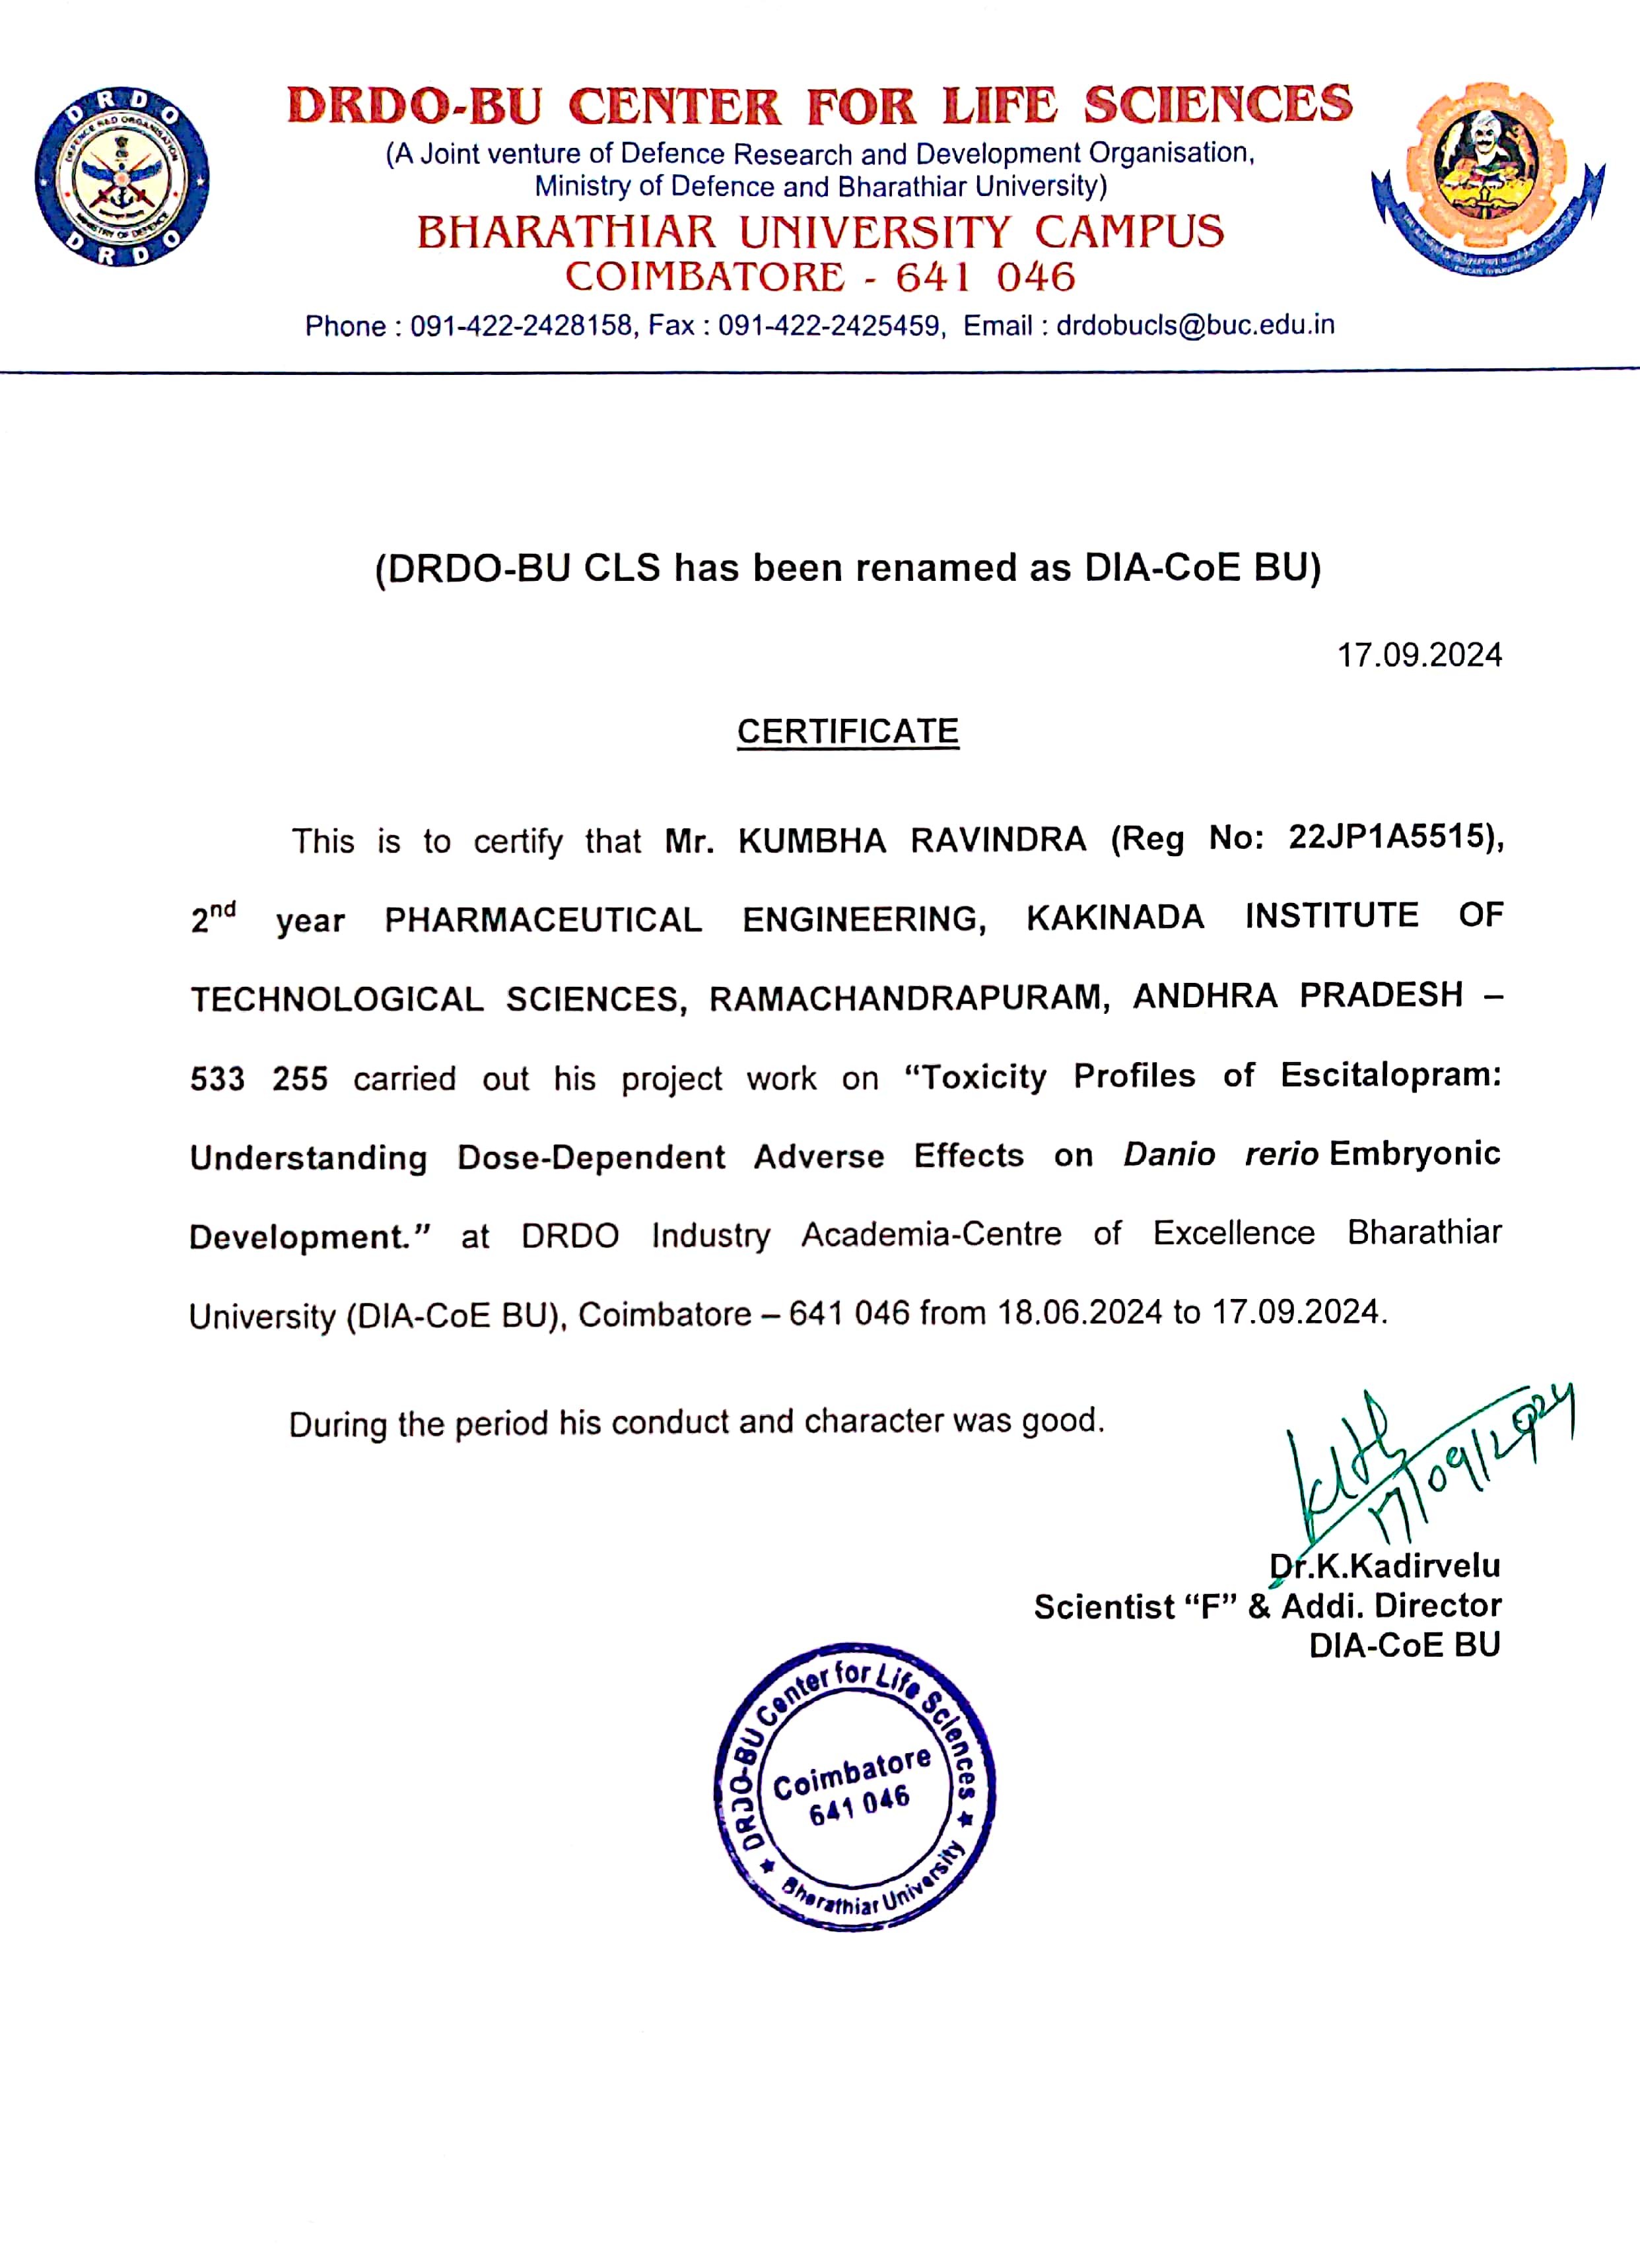 DRDO-BU CENTER FOR LIFE SCIENCES
(A Joint venture of Defence Research and Development Organisation,
Ministry of Defence and Bharathiar University)
BHARATHIAR UNIVERSITY CAMPUS
COIMBATORE - 641 046
Phone : 091-422-2428158, Fax : 091-422-2425459, Email : drdobucls@buc.edu.in
DRDO
DEFENCE R&D ORGANISATION
MINISTRY OF DEFENCE
DRDO
(DRDO-BU CLS has been renamed as DIA-CoE BU)
17.09.2024
CERTIFICATE
This is to certify that Mr. KUMBHA RAVINDRA (Reg No: 22JP1A5515),
2nd year PHARMACEUTICAL ENGINEERING, KAKINADA INSTITUTE OF
TECHNOLOGICAL SCIENCES, RAMACHANDRAPURAM, ANDHRA PRADESH –
533 255 carried out his project work on “Toxicity Profiles of Escitalopram:
Understanding Dose-Dependent Adverse Effects on Danio rerio Embryonic
Development.” at DRDO Industry Academia-Centre of Excellence Bharathiar
University (DIA-CoE BU), Coimbatore – 641 046 from 18.06.2024 to 17.09.2024.
During the period his conduct and character was good.
17/09/2024
Dr.K.Kadirvelu
Scientist “F” & Addi. Director
DIA-CoE BU
DRDO-BU Center for Life Sciences
Coimbatore
641 046
Bharathiar University